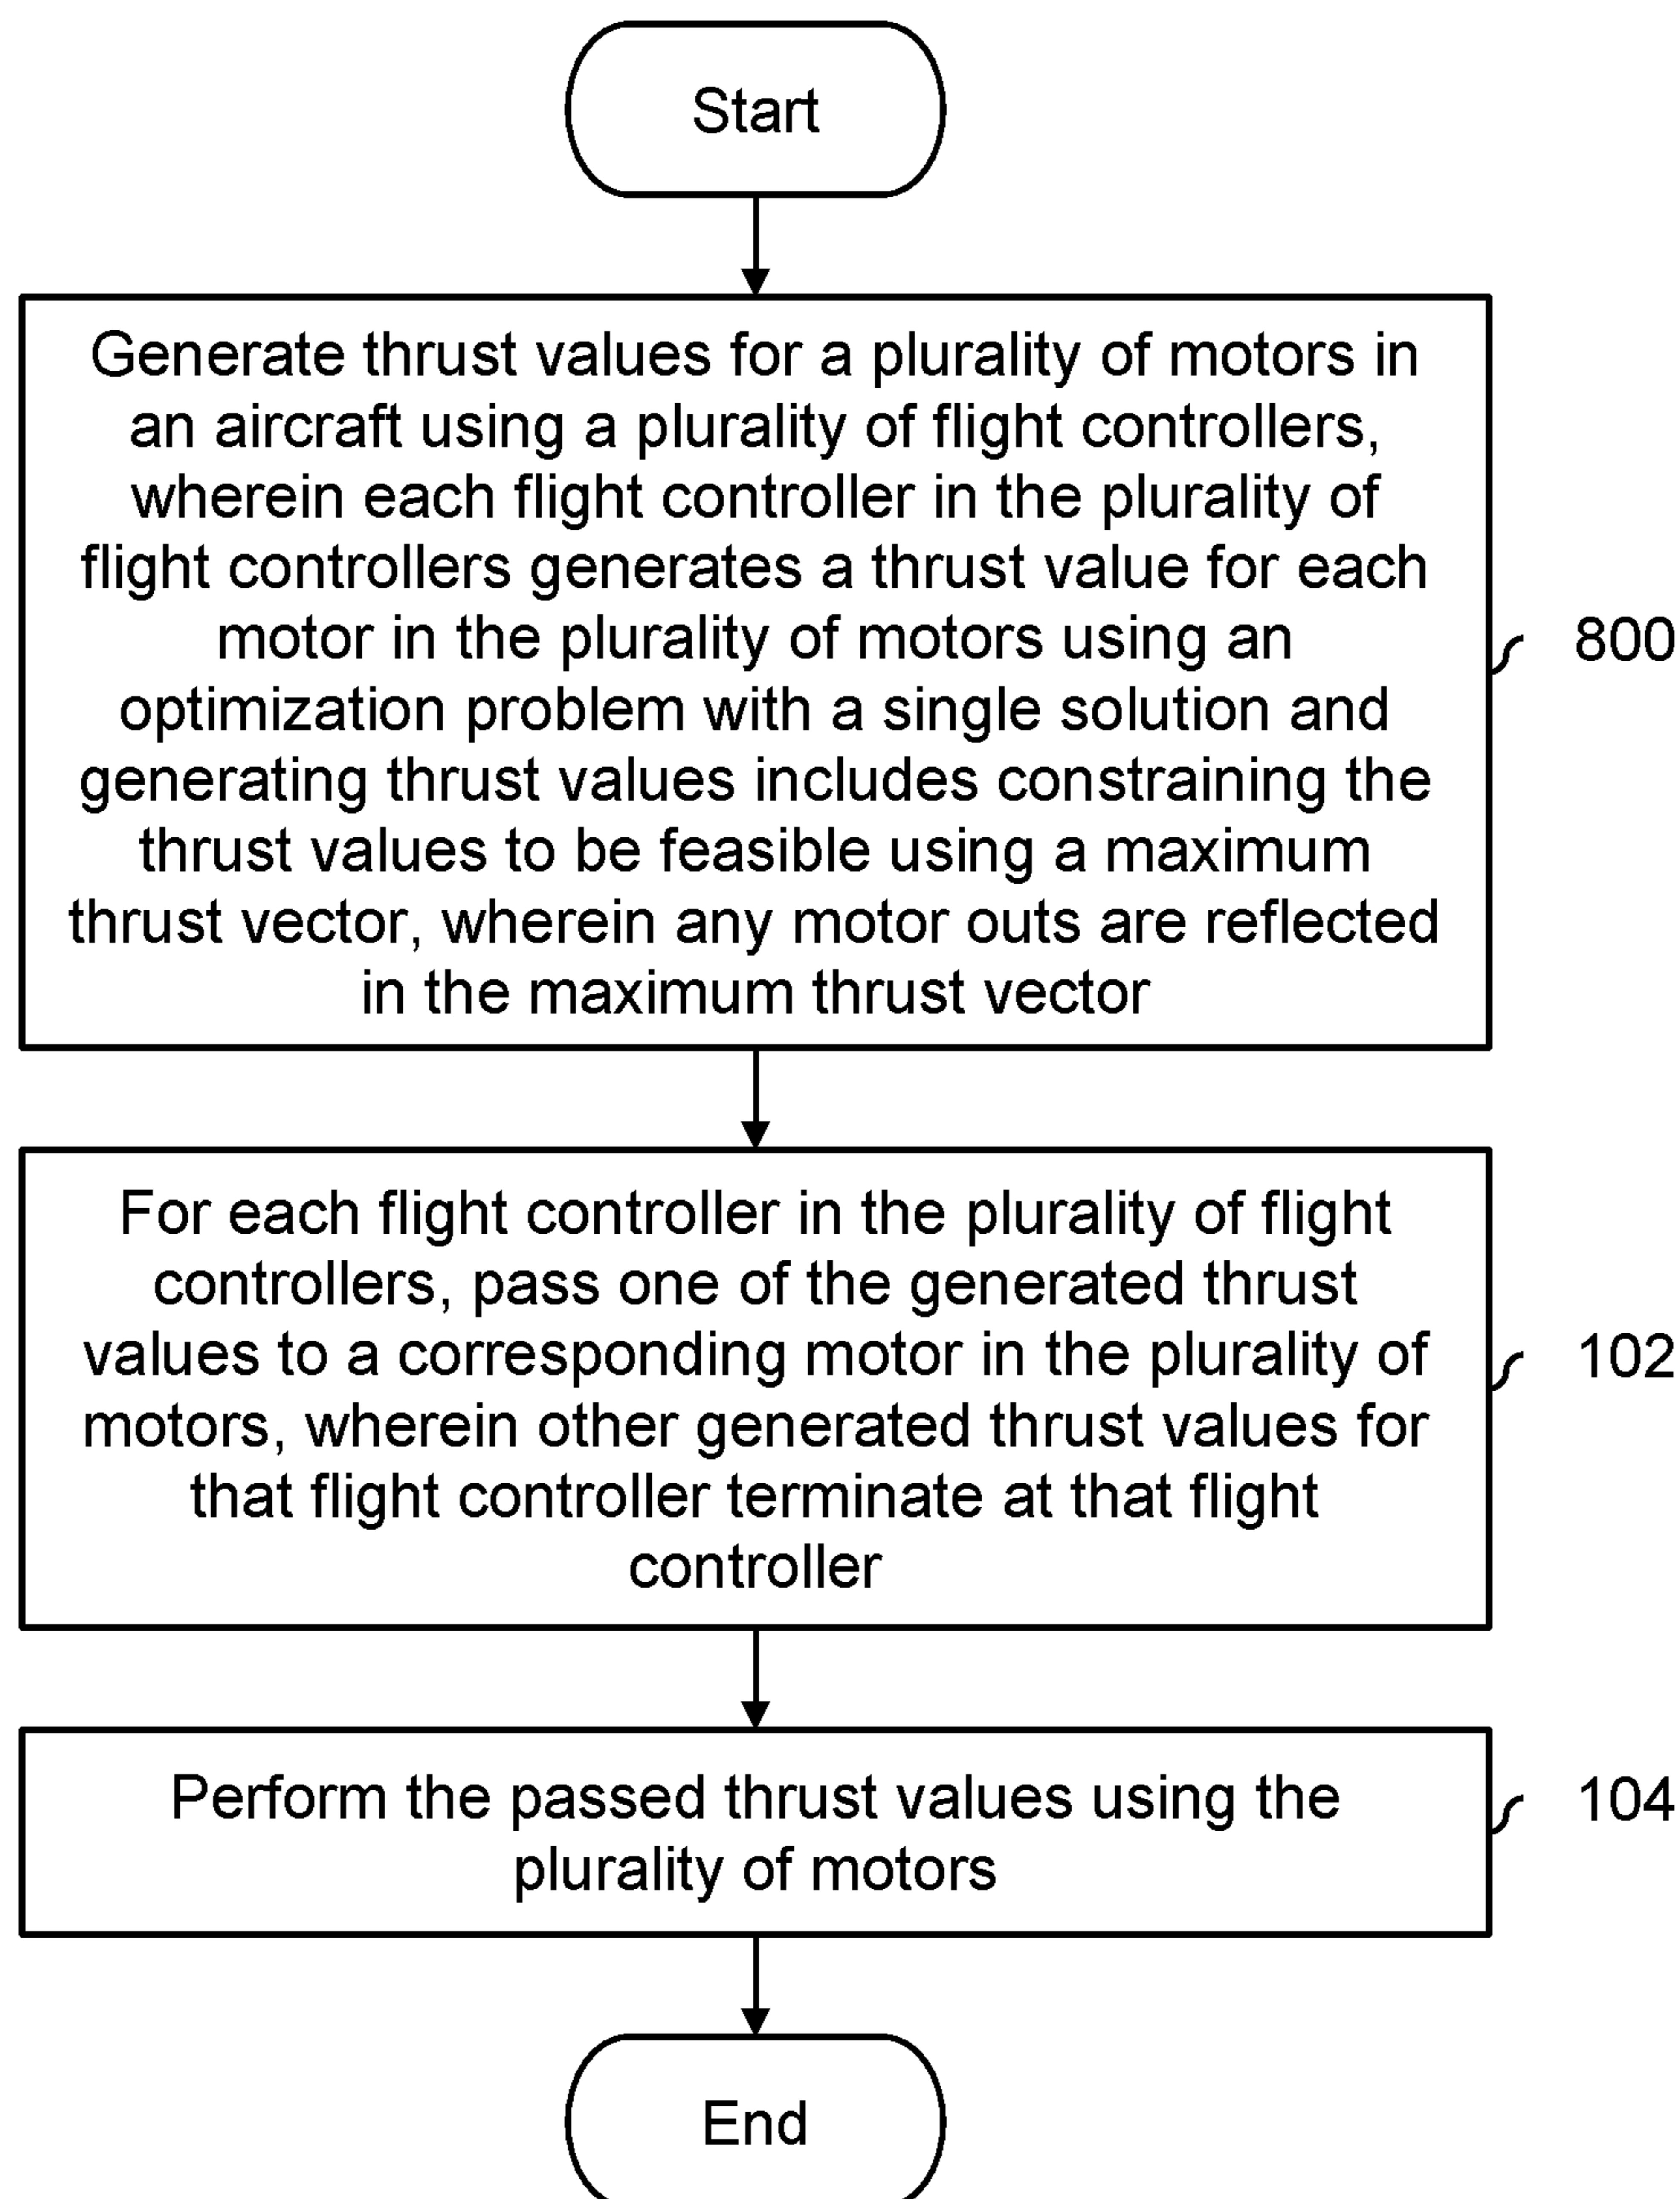 Start
Generate thrust values for a plurality of motors in
an aircraft using a plurality of flight controllers,
wherein each flight controller in the plurality of
flight controllers generates a thrust value for each
motor in the plurality of motors using an
optimization problem with a single solution and
generating thrust values includes constraining the
thrust values to be feasible using a maximum
thrust vector, wherein any motor outs are reflected
in the maximum thrust vector
800
For each flight controller in the plurality of flight
controllers, pass one of the generated thrust
values to a corresponding motor in the plurality of
motors, wherein other generated thrust values for
that flight controller terminate at that flight
controller
102
Perform the passed thrust values using the
plurality of motors
104
End